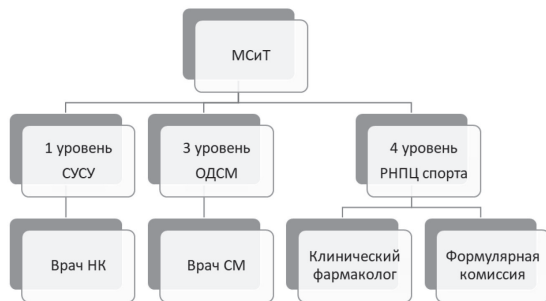 МСиТ
1 уровень
СУСУ
3 уровень
ОДСМ
4 уровень
РНПЦ спорта
Врач НК
Врач СМ
Клинический
фармаколог
Формулярная
комиссия